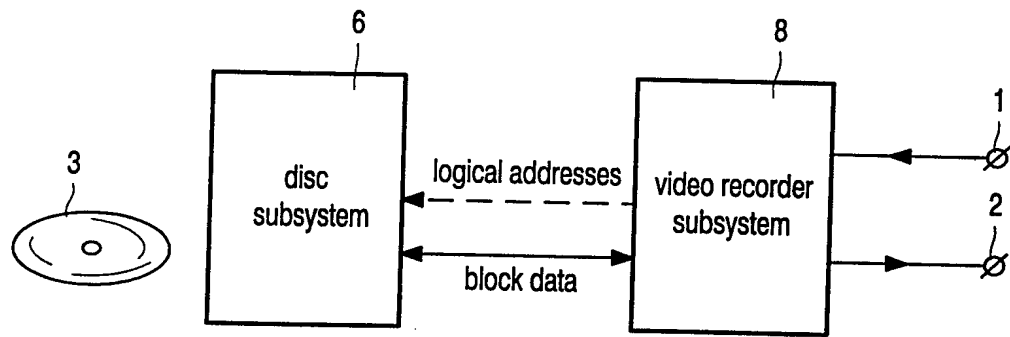 6
8
1
3
disc
subsystem
logical addresses
video recorder
subsystem
2
block data